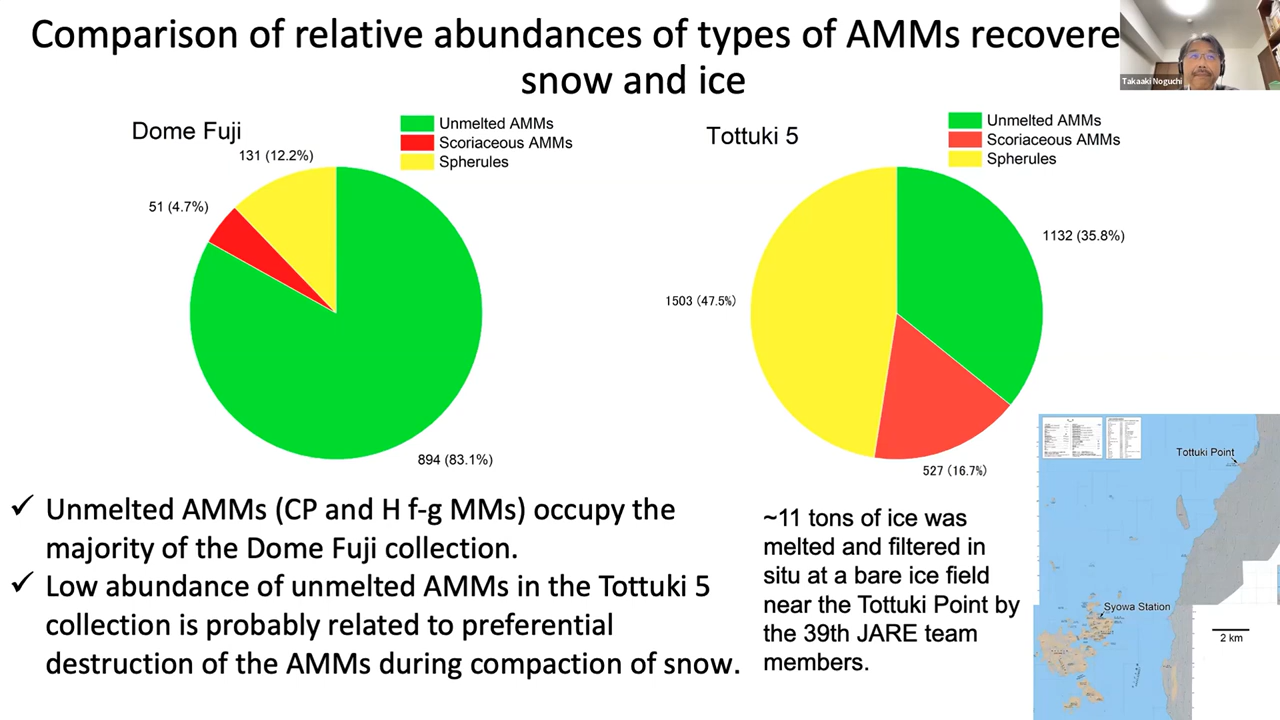 Comparison of relative abundances of types of AMMs recovere
snow and ice
Takaaki Noguchi
Dome Fuji
Unmelted AMMs
Scoriaceous AMMs
Spherules
131 (12.2%)
51 (4.7%)
894 (83.1%)
Tottuki 5
Unmelted AMMs
Scoriaceous AMMs
Spherules
1132 (35.8%)
1503 (47.5%)
527 (16.7%)
✓ Unmelted AMMs (CP and H f-g MMs) occupy the
majority of the Dome Fuji collection.
✓ Low abundance of unmelted AMMs in the Tottuki 5
collection is probably related to preferential
destruction of the AMMs during compaction of snow.
~11 tons of ice was
melted and filtered in
situ at a bare ice field
near the Tottuki Point by
the 39th JARE team
members.
Tottuki Point
Syowa Station
2 km